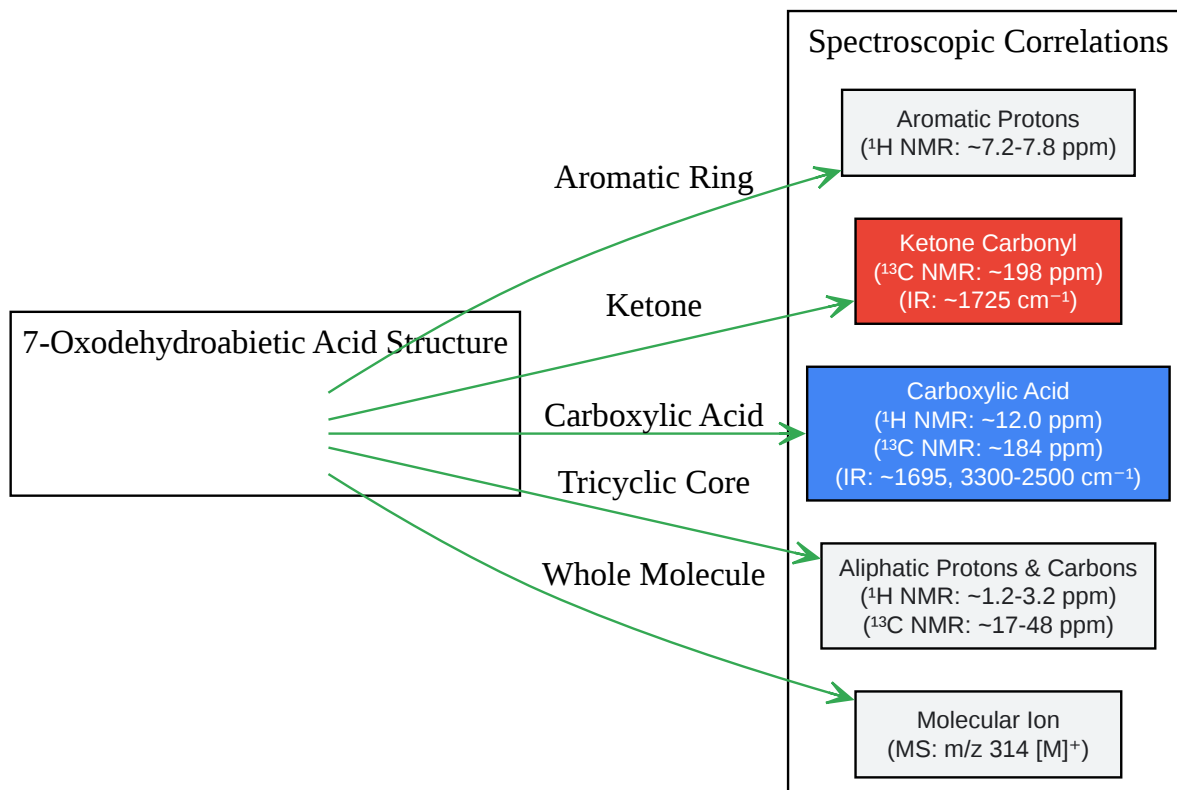 Spectroscopic Correlations
Aromatic Protons
(¹H NMR: ~7.2-7.8 ppm)
Aromatic Ring
Ketone Carbonyl
(¹³C NMR: ~198 ppm)
(IR: ~1725 cm⁻¹)
Ketone
7-Oxodehydroabietic Acid Structure
Carboxylic Acid
Carboxylic Acid
(¹H NMR: ~12.0 ppm)
(¹³C NMR: ~184 ppm)
(IR: ~1695, 3300-2500 cm⁻¹)
Tricyclic Core
Aliphatic Protons & Carbons
(¹H NMR: ~1.2-3.2 ppm)
(¹³C NMR: ~17-48 ppm)
Whole Molecule
Molecular Ion
(MS: m/z 314 [M]⁺)